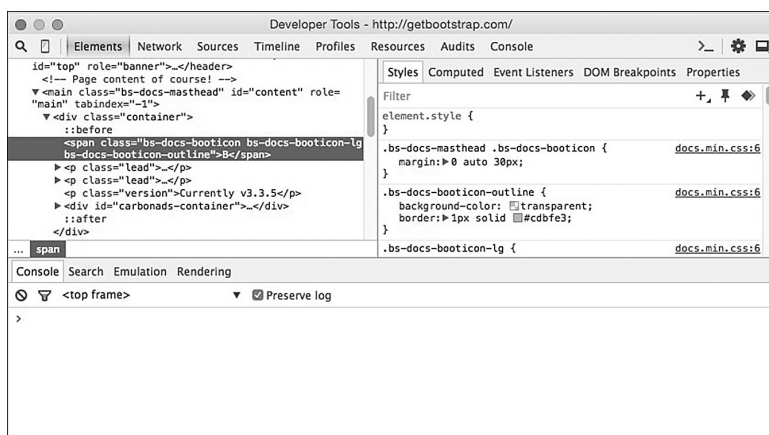 Developer Tools - http://getbootstrap.com/
Elements Network Sources Timeline Profiles Resources Audits Console
id="top" role="banner">…</header>
<!-- Page content of course! -->
▼<main class="bs-docs-masthead" id="content" role=
"main" tabindex="-1">
▼<div class="container">
::before
<span class="bs-docs-booticon bs-docs-booticon-lg
bs-docs-booticon-outline">B</span>
▶<p class="lead">…</p>
▶<p class="lead">…</p>
<p class="version">Currently v3.3.5</p>
▶<div id="carbonads-container">…</div>
::after
</div>
... span
Styles Computed Event Listeners DOM Breakpoints Properties
Filter
element.style {
}
.bs-docs-masthead .bs-docs-booticon { docs.min.css:6
margin:▶0 auto 30px;
}
.bs-docs-booticon-outline { docs.min.css:6
background-color: transparent;
border:▶1px solid #cdbfe3;
}
.bs-docs-booticon-lg { docs.min.css:6
Console Search Emulation Rendering
<top frame> ▼ Preserve log
>